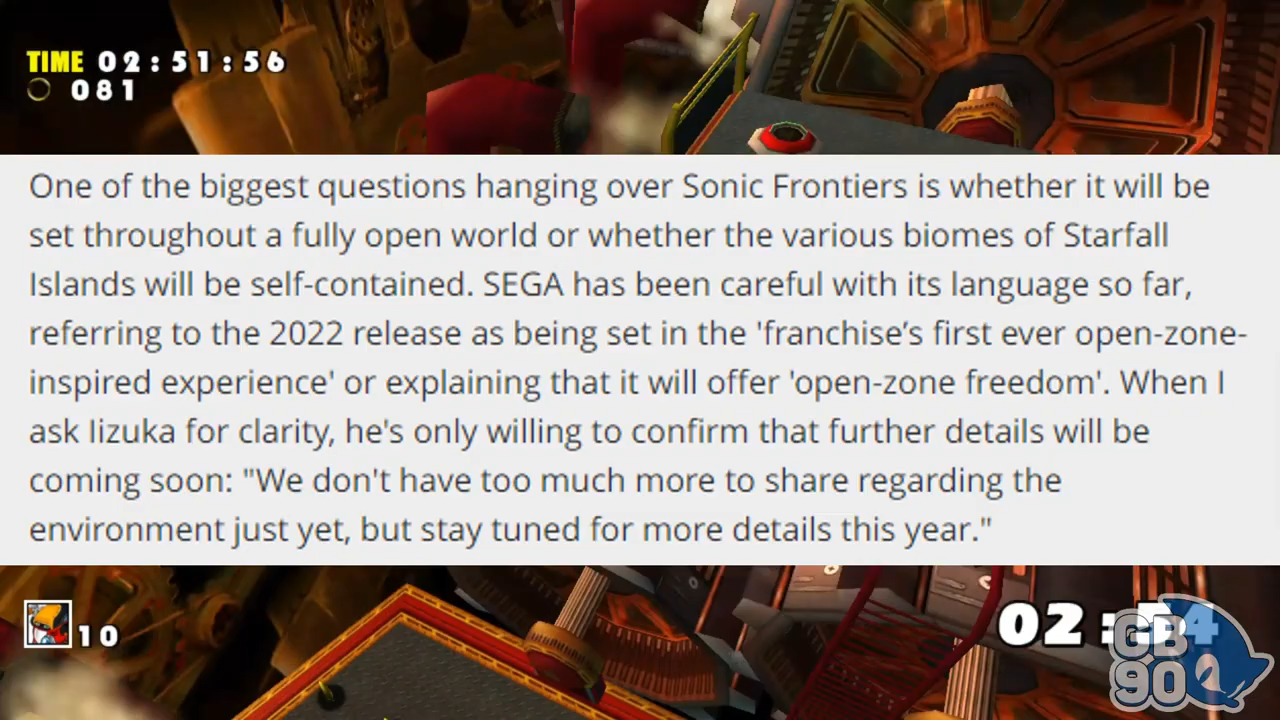 TIME 02:51:56
081
One of the biggest questions hanging over Sonic Frontiers is whether it will be
set throughout a fully open world or whether the various biomes of Starfall
Islands will be self-contained. SEGA has been careful with its language so far,
referring to the 2022 release as being set in the 'franchise’s first ever open-zone-
inspired experience' or explaining that it will offer 'open-zone freedom'. When I
ask Iizuka for clarity, he's only willing to confirm that further details will be
coming soon: "We don't have too much more to share regarding the
environment just yet, but stay tuned for more details this year."
10
02:
GB
90